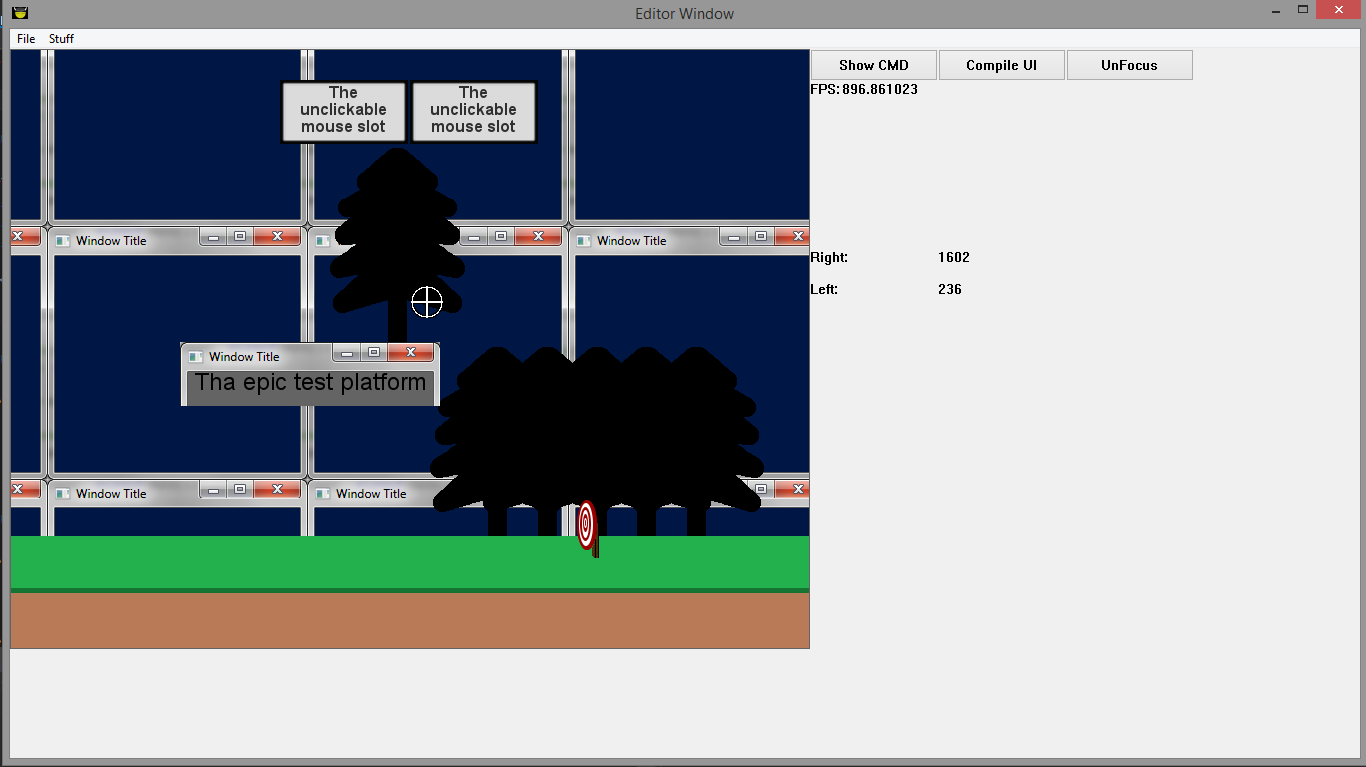 Editor Window
File Stuff
Show CMD Compile UI UnFocus
FPS: 896.861023
The
unclickable
mouse slot
The
unclickable
mouse slot
Window Title
Window Title
Right: 1602
Left: 236
Window Title
Tha epic test platform
Window Title
Window Title